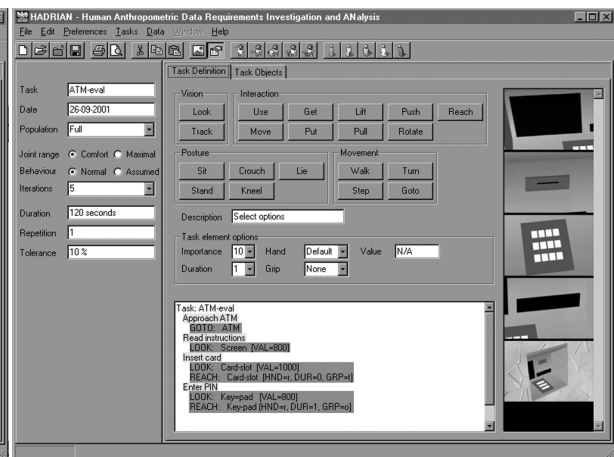 HADRIAN - Human Anthropometric Data Requirements Investigation and ANalysis
File Edit Preferences Tasks Data Window Help
Task ATM-eval
Date 26-09-2001
Population Full
Joint range Comfort Maximal
Behaviour Normal Assumed
Iterations 5
Duration 120 seconds
Repetition 1
Tolerance 10 %
Task Definition Task Objects
Vision Interaction
Look Use Get Lift Push Reach
Track Move Put Pull Rotate
Posture Movement
Sit Crouch Lie Walk Turn
Stand Kneel Step Goto
Description Select options
Task element options
Importance 10 Hand Default Value N/A
Duration 1 Grip None
Task: ATM-eval
Approach ATM
GOTO: ATM
Read instructions
LOOK: Screen [VAL=800]
Insert card
LOOK: Card-slot [VAL=1000]
REACH: Card-slot [HND=r, DUR=0, GRP=t]
Enter PIN
LOOK: Key=pad [VAL=800]
REACH: Key-pad [HND=r, DUR=1, GRP=o]